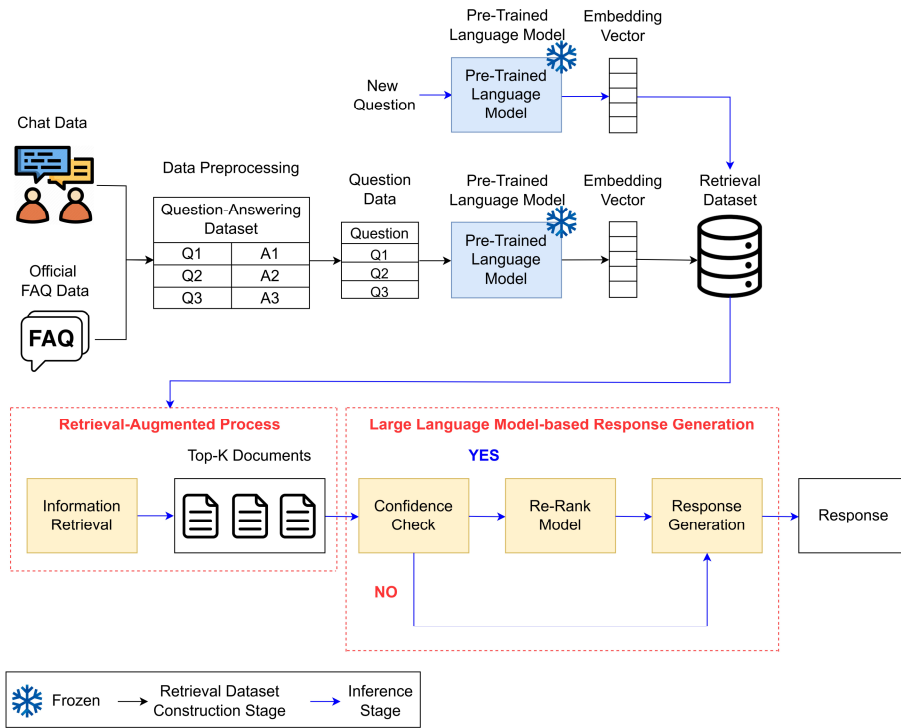 Pre-Trained
Language Model
Embedding
Vector
New
Question
Pre-Trained
Language
Model
Chat Data
Data Preprocessing
Question-Answering
Dataset
Q1 A1
Q2 A2
Q3 A3
Question
Data
Question
Q1
Q2
Q3
Pre-Trained
Language Model
Pre-Trained
Language
Model
Embedding
Vector
Retrieval
Dataset
Official
FAQ Data
FAQ
Retrieval-Augmented Process
Top-K Documents
Information
Retrieval
Large Language Model-based Response Generation
YES
Confidence
Check
Re-Rank
Model
Response
Generation
Response
NO
Frozen
Retrieval Dataset
Construction Stage
Inference
Stage